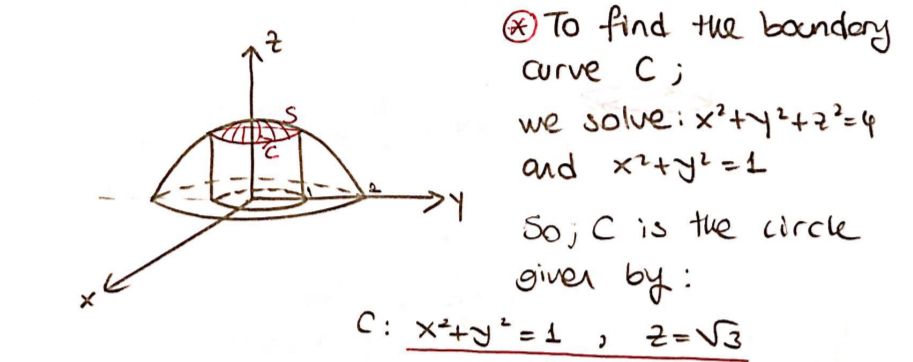 z
S
C
1
2
y
x
⊛ To find the boundary
curve C ;
we solve: x²+y²+z²=4
and x²+y²=1
So; C is the circle
given by:
C: x²+y²=1 , z=√3